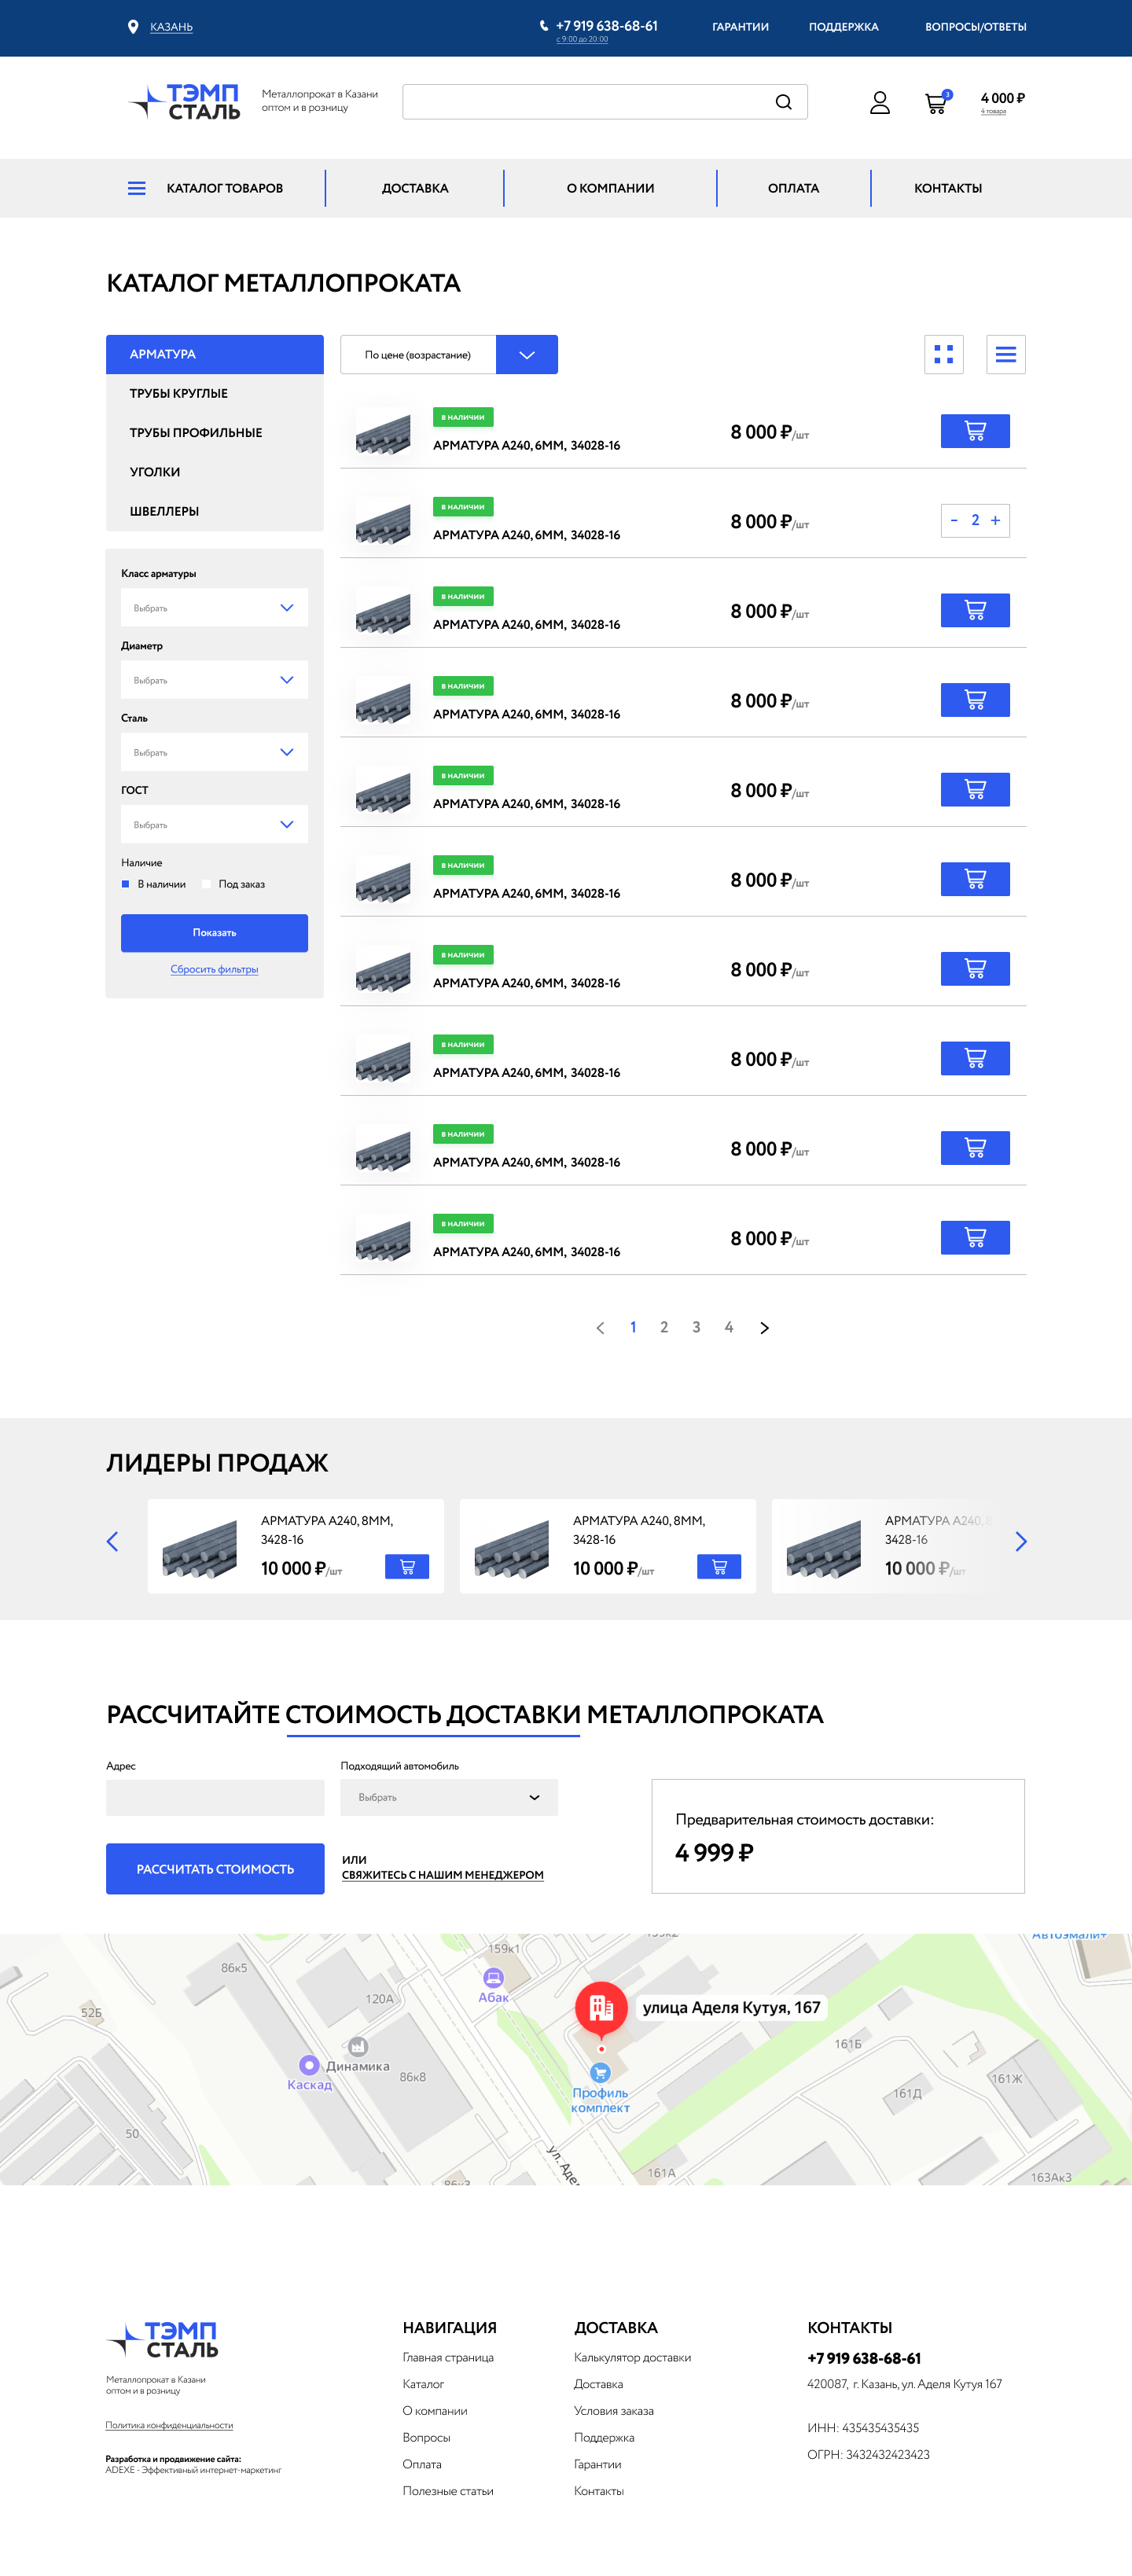 КАЗАНЬ
+7 919 638-68-61
с 9:00 до 20:00
ГАРАНТИИ
ПОДДЕРЖКА
ВОПРОСЫ/ОТВЕТЫ
ТЭМП
СТАЛЬ
Металлопрокат в Казани
оптом и в розницу
3
4 000 ₽
4 товара
КАТАЛОГ ТОВАРОВ
ДОСТАВКА
О КОМПАНИИ
ОПЛАТА
КОНТАКТЫ
КАТАЛОГ МЕТАЛЛОПРОКАТА
АРМАТУРА
ТРУБЫ КРУГЛЫЕ
ТРУБЫ ПРОФИЛЬНЫЕ
УГОЛКИ
ШВЕЛЛЕРЫ
Класс арматуры
Выбрать
Диаметр
Выбрать
Сталь
Выбрать
ГОСТ
Выбрать
Наличие
В наличии
Под заказ
Показать
Сбросить фильтры
По цене (возрастание)
В НАЛИЧИИ
АРМАТУРА А240, 6ММ, 34028-16
8 000 ₽/шт
В НАЛИЧИИ
АРМАТУРА А240, 6ММ, 34028-16
8 000 ₽/шт
- 2 +
В НАЛИЧИИ
АРМАТУРА А240, 6ММ, 34028-16
8 000 ₽/шт
В НАЛИЧИИ
АРМАТУРА А240, 6ММ, 34028-16
8 000 ₽/шт
В НАЛИЧИИ
АРМАТУРА А240, 6ММ, 34028-16
8 000 ₽/шт
В НАЛИЧИИ
АРМАТУРА А240, 6ММ, 34028-16
8 000 ₽/шт
В НАЛИЧИИ
АРМАТУРА А240, 6ММ, 34028-16
8 000 ₽/шт
В НАЛИЧИИ
АРМАТУРА А240, 6ММ, 34028-16
8 000 ₽/шт
В НАЛИЧИИ
АРМАТУРА А240, 6ММ, 34028-16
8 000 ₽/шт
В НАЛИЧИИ
АРМАТУРА А240, 6ММ, 34028-16
8 000 ₽/шт
1 2 3 4
ЛИДЕРЫ ПРОДАЖ
АРМАТУРА А240, 8ММ,
3428-16
10 000 ₽/шт
АРМАТУРА А240, 8ММ,
3428-16
10 000 ₽/шт
АРМАТУРА А240, 8
3428-16
10 000 ₽/шт
РАССЧИТАЙТЕ СТОИМОСТЬ ДОСТАВКИ МЕТАЛЛОПРОКАТА
Адрес
Подходящий автомобиль
Выбрать
РАССЧИТАТЬ СТОИМОСТЬ
ИЛИ
СВЯЖИТЕСЬ С НАШИМ МЕНЕДЖЕРОМ
Предварительная стоимость доставки:
4 999 ₽
159к2
Автоэмали+
159к1
86к5
Абак
120А
52Б
улица Аделя Кутуя, 167
161Б
Динамика
Каскад
86к8
Профиль
комплект
161Ж
161Д
50
ул. Аде
161А
163Ак3
86к3
ТЭМП
СТАЛЬ
Металлопрокат в Казани
оптом и в розницу
Политика конфиденциальности
Разработка и продвижение сайта:
ADEXE - Эффективный интернет-маркетинг
НАВИГАЦИЯ
Главная страница
Каталог
О компании
Вопросы
Оплата
Полезные статьи
ДОСТАВКА
Калькулятор доставки
Доставка
Условия заказа
Поддержка
Гарантии
Контакты
КОНТАКТЫ
+7 919 638-68-61
420087, г. Казань, ул. Аделя Кутуя 167
ИНН: 435435435435
ОГРН: 3432432423423